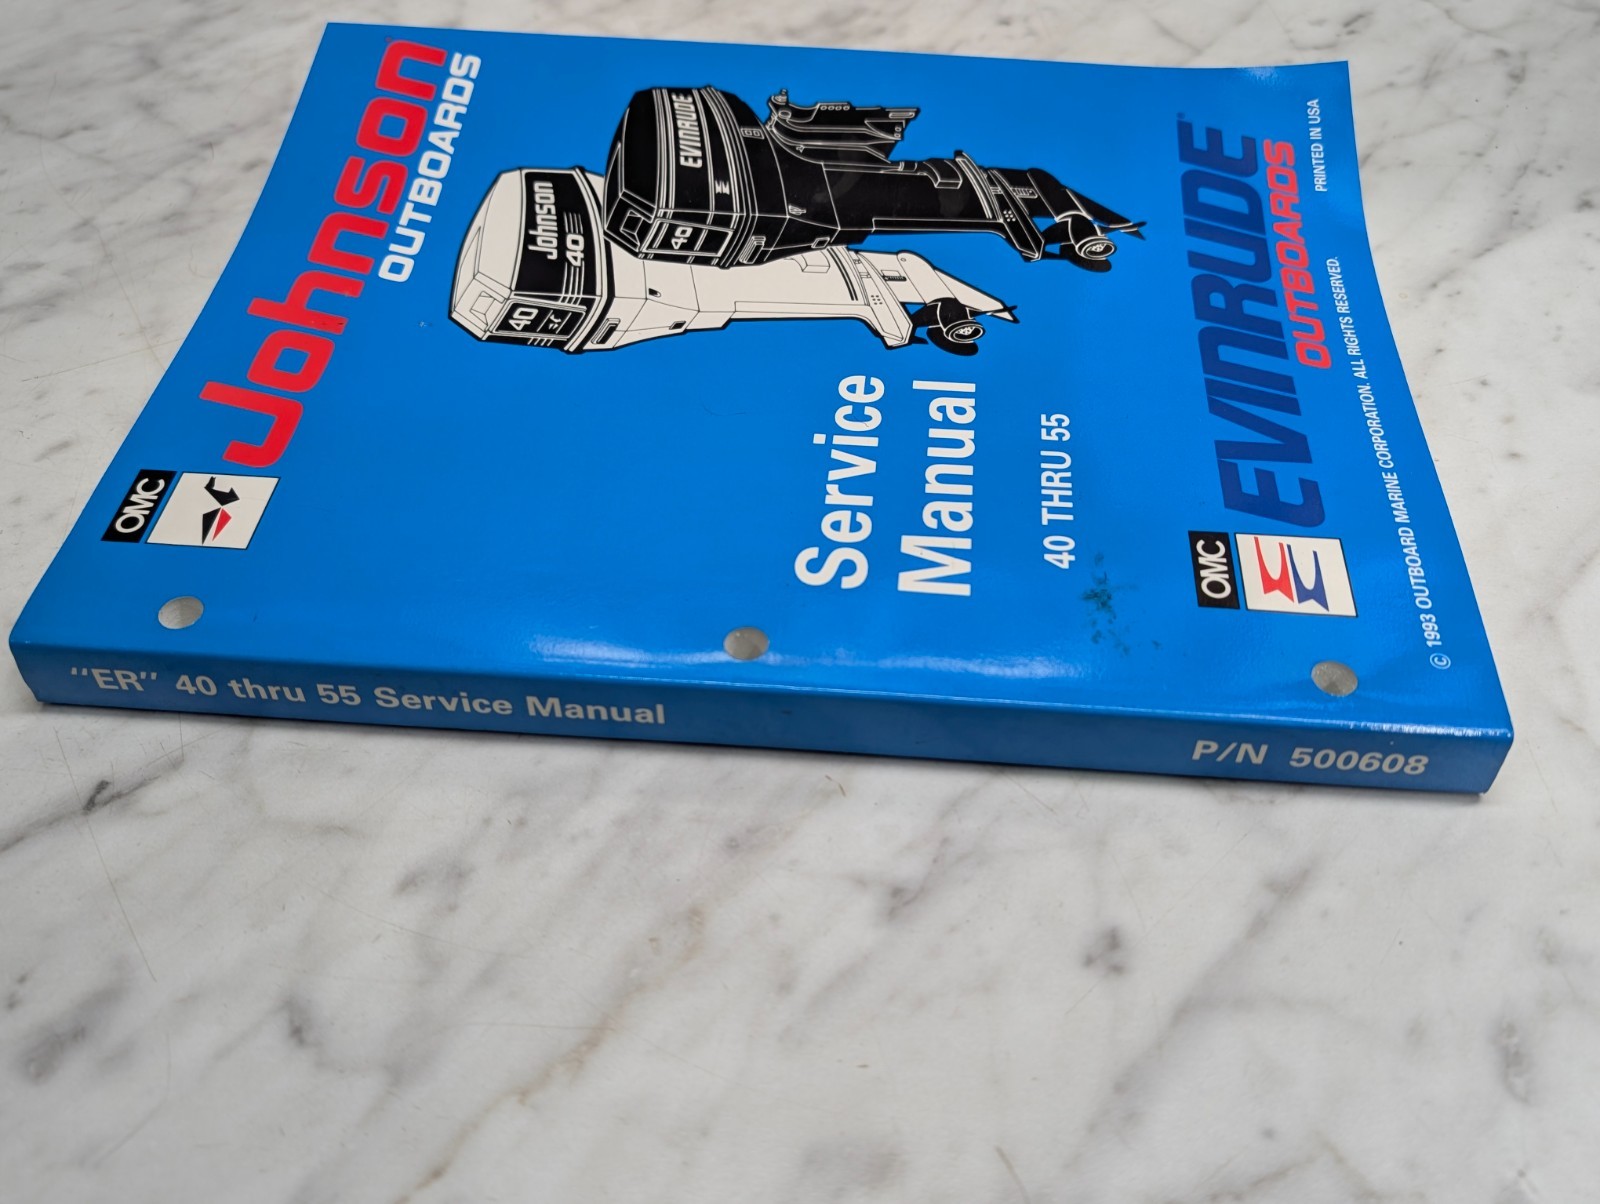 OMC
Johnson
OUTBOARDS
Johnson
40
40
EVINRUDE
40
Service
Manual
40 THRU 55
OMC
EVINRUDE®
OUTBOARDS
© 1993 OUTBOARD MARINE CORPORATION. ALL RIGHTS RESERVED.
PRINTED IN USA
"ER" 40 thru 55 Service Manual
P/N 500608